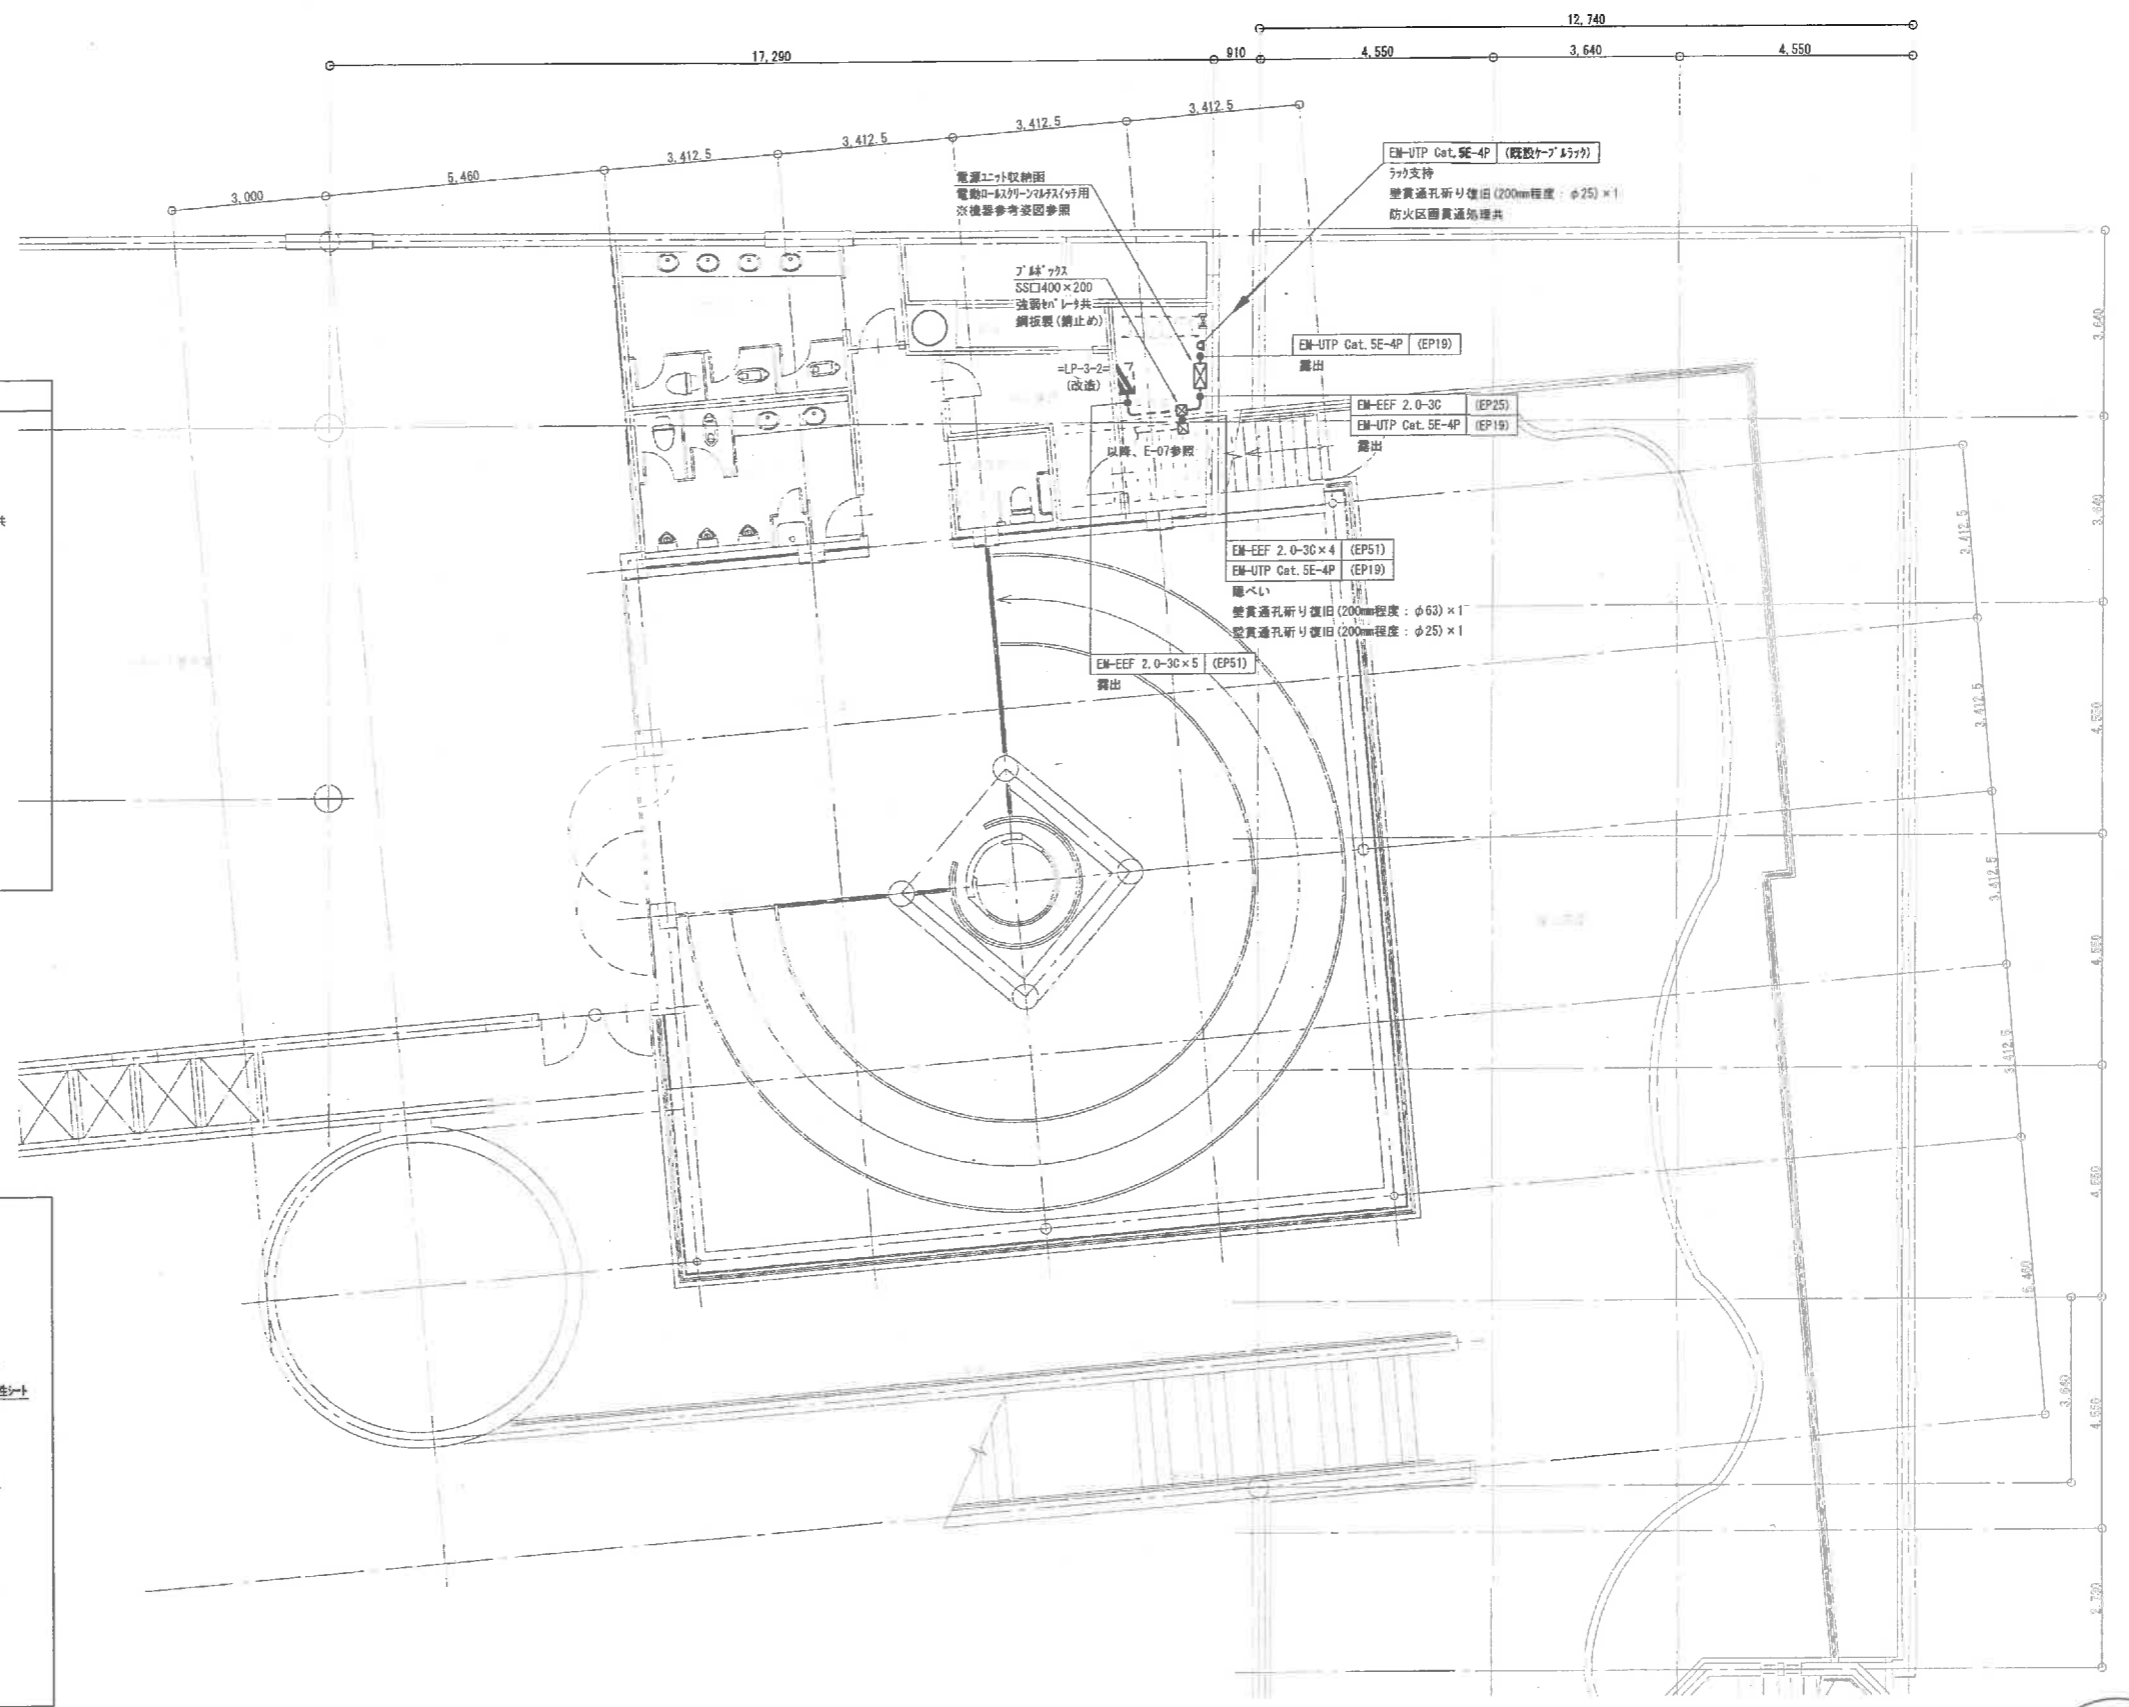 12,740
17,290
910
4,550
3,640
4,550
3,000
5,460
3,412.5
3,412.5
3,412.5
3,412.5
電源ユニット収納函
電動ロールスクリーンマルチスイッチ用
※機器参考姿図参照
EM-UTP Cat.5E-4P (既設ケーブルラック)
ラック支持
壁貫通孔斫り復旧(200mm程度:φ25)×1
防火区画貫通処理共
プルボックス
SS□400×200
強弱セパレータ共
鋼板製(錆止め)
EM-UTP Cat.5E-4P (EP19)
露出
=LP-3-2=
(改造)
EM-EEF 2.0-3C (EP25)
EM-UTP Cat.5E-4P (EP19)
露出
以降、E-07参照
EM-EEF 2.0-3C×4 (EP51)
EM-UTP Cat.5E-4P (EP19)
隠ぺい
壁貫通孔斫り復旧(200mm程度:φ63)×1
壁貫通孔斫り復旧(200mm程度:φ25)×1
EM-EEF 2.0-3C×5 (EP51)
露出
共
性シート
3,640
3,640
4,550
4,550
4,550
4,550
2,730
3,640
3,412.5
3,412.5
3,412.5
3,412.5
5,460